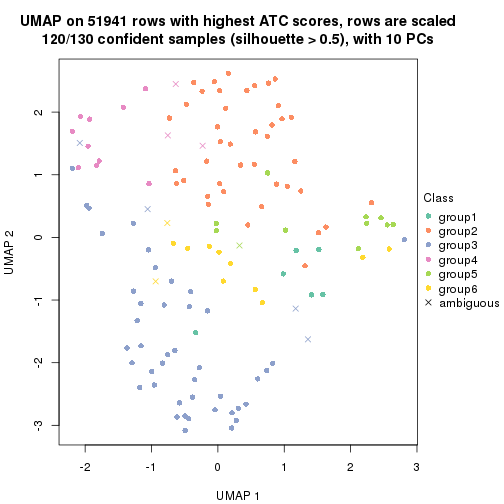 UMAP on 51941 rows with highest ATC scores, rows are scaled
120/130 confident samples (silhouette > 0.5), with 10 PCs
UMAP 2
2
1
0
-1
-2
-3
-2
-1
0
1
2
3
UMAP 1
Class
group1
group2
group3
group4
group5
group6
ambiguous